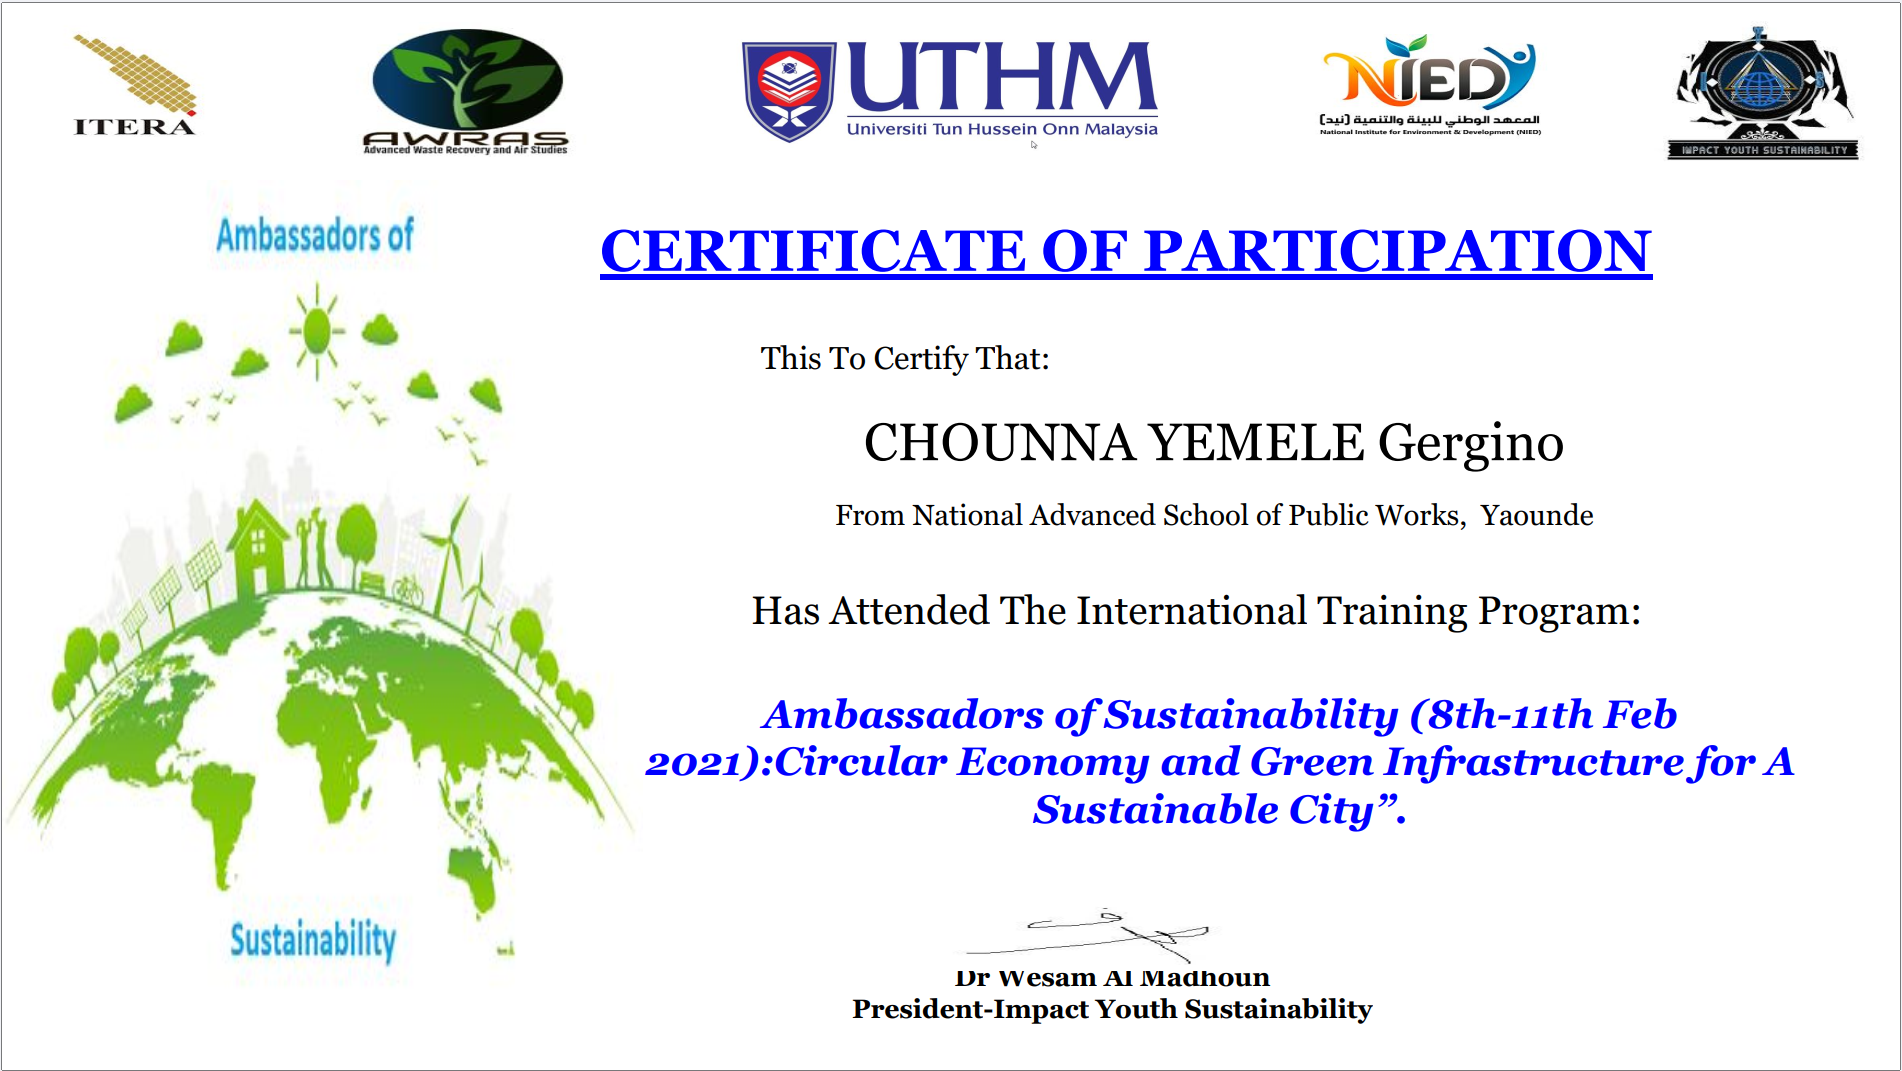 ITERA
AWRAS
Advanced Waste Recovery and Air Studies
UTHM
Universiti Tun Hussein Onn Malaysia
NIED
المعهد الوطني للبيئة والتنمية (نيد)
National Institute for Environment & Development (NIED)
IMPACT YOUTH SUSTAINABILITY
Ambassadors of
Sustainability
CERTIFICATE OF PARTICIPATION
This To Certify That:
CHOUNNA YEMELE Gergino
From National Advanced School of Public Works, Yaounde
Has Attended The International Training Program:
Ambassadors of Sustainability (8th-11th Feb
2021):Circular Economy and Green Infrastructure for A
Sustainable City”.
Dr Wesam Al Madhoun
President-Impact Youth Sustainability